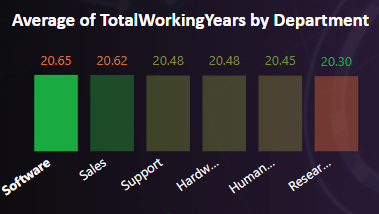 Average of TotalWorkingYears by Department
20.65 20.62 20.48 20.48 20.45 20.30
Software Sales Support Hardw... Human... Resear...